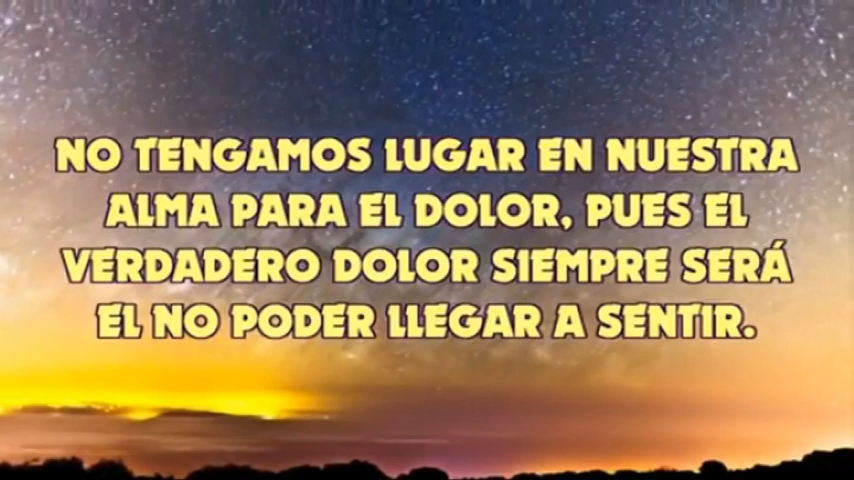 NO TENGAMOS LUGAR EN NUESTRA
ALMA PARA EL DOLOR, PUES EL
VERDADERO DOLOR SIEMPRE SERÁ
EL NO PODER LLEGAR A SENTIR.